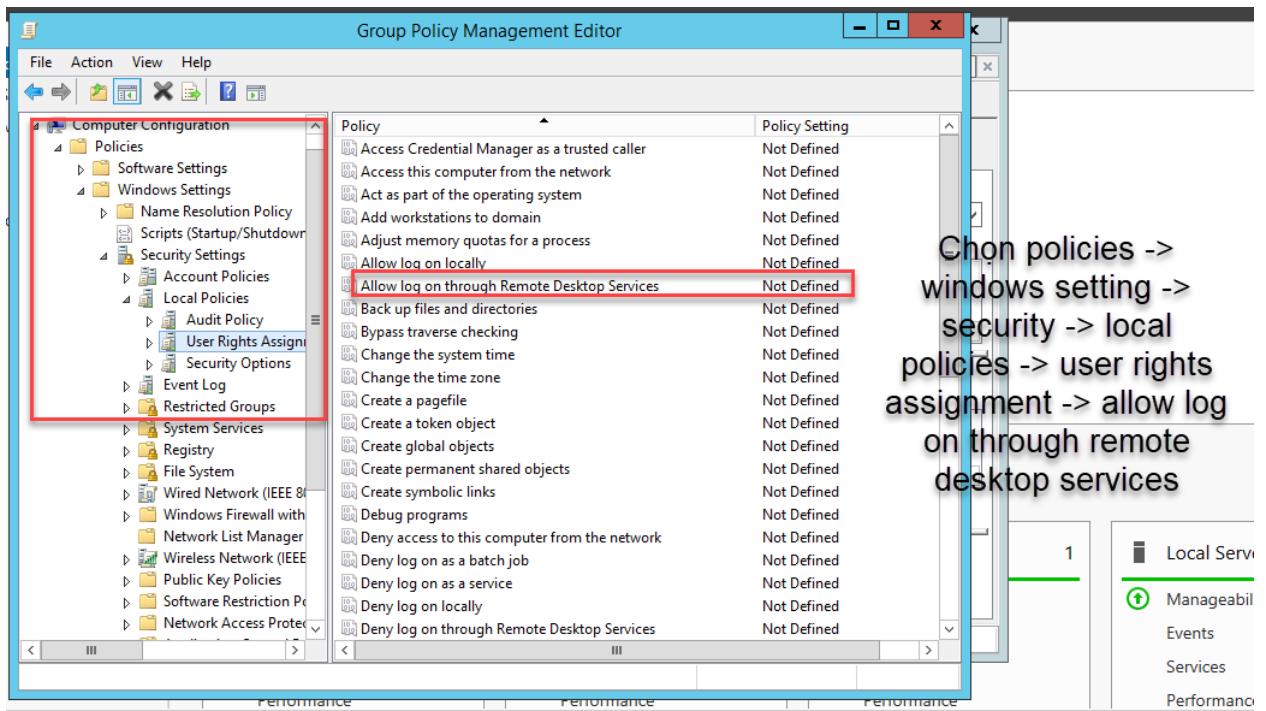 Group Policy Management Editor
File Action View Help
Computer Configuration
Policies
Software Settings
Windows Settings
Name Resolution Policy
Scripts (Startup/Shutdown
Security Settings
Account Policies
Local Policies
Audit Policy
User Rights Assign
Security Options
Event Log
Restricted Groups
System Services
Registry
File System
Wired Network (IEEE 8
Windows Firewall with
Network List Manager
Wireless Network (IEEE
Public Key Policies
Software Restriction Po
Network Access Protec
Policy Policy Setting
Access Credential Manager as a trusted caller Not Defined
Access this computer from the network Not Defined
Act as part of the operating system Not Defined
Add workstations to domain Not Defined
Adjust memory quotas for a process Not Defined
Allow log on locally Not Defined
Allow log on through Remote Desktop Services Not Defined
Back up files and directories Not Defined
Bypass traverse checking Not Defined
Change the system time Not Defined
Change the time zone Not Defined
Create a pagefile Not Defined
Create a token object Not Defined
Create global objects Not Defined
Create permanent shared objects Not Defined
Create symbolic links Not Defined
Debug programs Not Defined
Deny access to this computer from the network Not Defined
Deny log on as a batch job Not Defined
Deny log on as a service Not Defined
Deny log on locally Not Defined
Deny log on through Remote Desktop Services Not Defined
Chọn policies ->
windows setting ->
security -> local
policies -> user rights
assignment -> allow log
on through remote
desktop services
1
Local Serv
Manageabil
Events
Services
Performanc
Performance Performance Performance